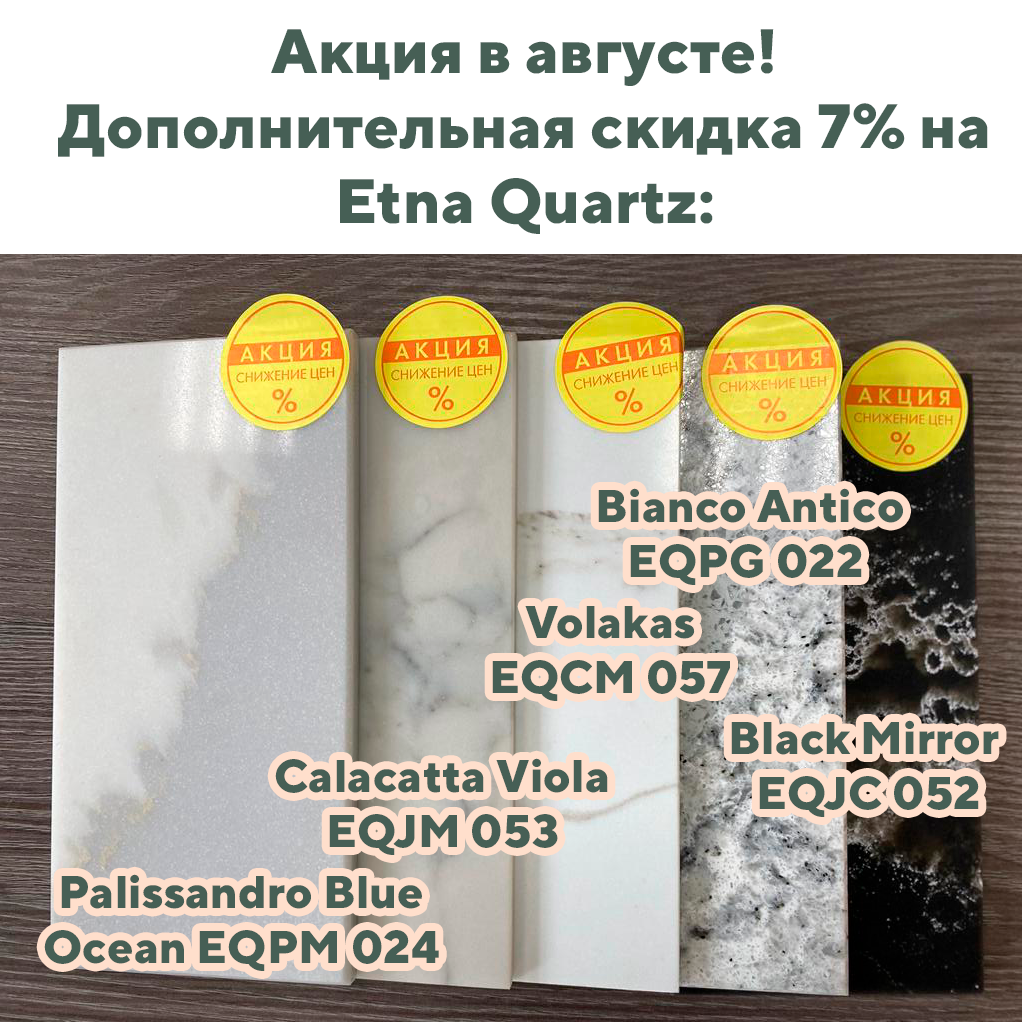 Акция в августе!
Дополнительная скидка 7% на
Etna Quartz:
АКЦИЯ
СНИЖЕНИЕ ЦЕН
%
АКЦИЯ
СНИЖЕНИЕ ЦЕН
%
АКЦИЯ
СНИЖЕНИЕ ЦЕН
%
АКЦИЯ
СНИЖЕНИЕ ЦЕН
%
АКЦИЯ
СНИЖЕНИЕ ЦЕН
%
Bianco Antico
EQPG 022
Volakas
EQCM 057
Black Mirror
EQJC 052
Calacatta Viola
EQJM 053
Palissandro Blue
Ocean EQPM 024